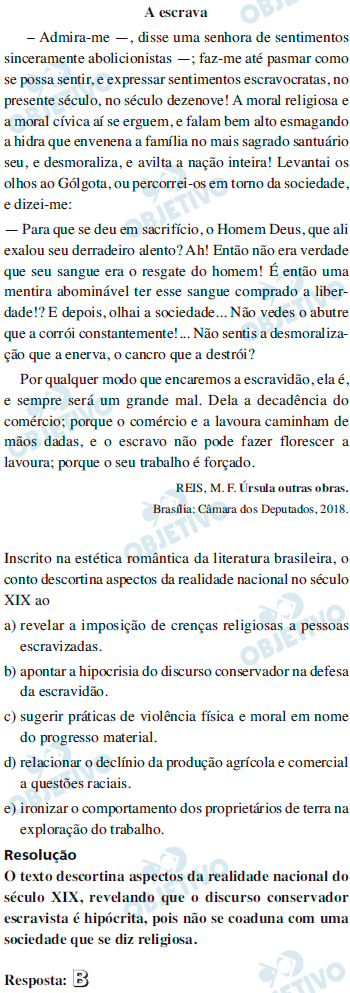 A escrava
– Admira-me —, disse uma senhora de sentimentos
sinceramente abolicionistas —; faz-me até pasmar como
se possa sentir, e expressar sentimentos escravocratas, no
presente século, no século dezenove! A moral religiosa e
a moral cívica aí se erguem, e falam bem alto esmagando
a hidra que envenena a família no mais sagrado santuário
seu, e desmoraliza, e avilta a nação inteira! Levantai os
olhos ao Gólgota, ou percorrei-os em torno da sociedade,
e dizei-me:
— Para que se deu em sacrifício, o Homem Deus, que ali
exalou seu derradeiro alento? Ah! Então não era verdade
que seu sangue era o resgate do homem! É então uma
mentira abominável ter esse sangue comprado a liber-
dade!? E depois, olhai a sociedade... Não vedes o abutre
que a corrói constantemente!... Não sentis a desmoraliza-
ção que a enerva, o cancro que a destrói?
Por qualquer modo que encaremos a escravidão, ela é,
e sempre será um grande mal. Dela a decadência do
comércio; porque o comércio e a lavoura caminham de
mãos dadas, e o escravo não pode fazer florescer a
lavoura; porque o seu trabalho é forçado.
REIS, M. F. Úrsula outras obras.
Brasília: Câmara dos Deputados, 2018.
Inscrito na estética romântica da literatura brasileira, o
conto descortina aspectos da realidade nacional no século
XIX ao
a) revelar a imposição de crenças religiosas a pessoas
escravizadas.
b) apontar a hipocrisia do discurso conservador na defesa
da escravidão.
c) sugerir práticas de violência física e moral em nome
do progresso material.
d) relacionar o declínio da produção agrícola e comercial
a questões raciais.
e) ironizar o comportamento dos proprietários de terra na
exploração do trabalho.
Resolução
O texto descortina aspectos da realidade nacional do
século XIX, revelando que o discurso conservador
escravista é hipócrita, pois não se coaduna com uma
sociedade que se diz religiosa.
Resposta: B